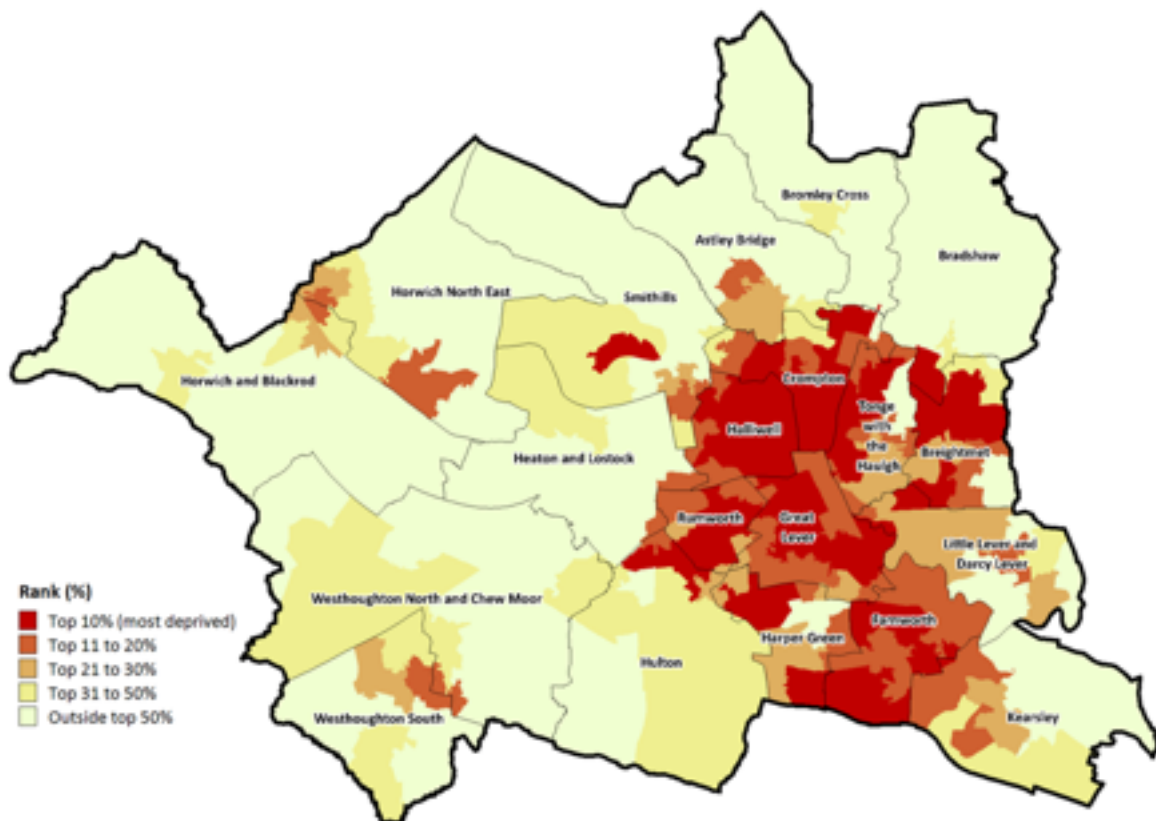 Bromley Cross
Astley Bridge
Bradshaw
Horwich North East
Smithills
Horwich and Blackrod
Crompton
Tonge
with
the
Haulgh
Halliwell
Breightmet
Heaton and Lostock
Rumworth
Great
Lever
Little Lever and
Darcy Lever
Westhoughton North and Chew Moor
Farnworth
Harper Green
Hulton
Kearsley
Westhoughton South
Rank (%)
Top 10% (most deprived)
Top 11 to 20%
Top 21 to 30%
Top 31 to 50%
Outside top 50%